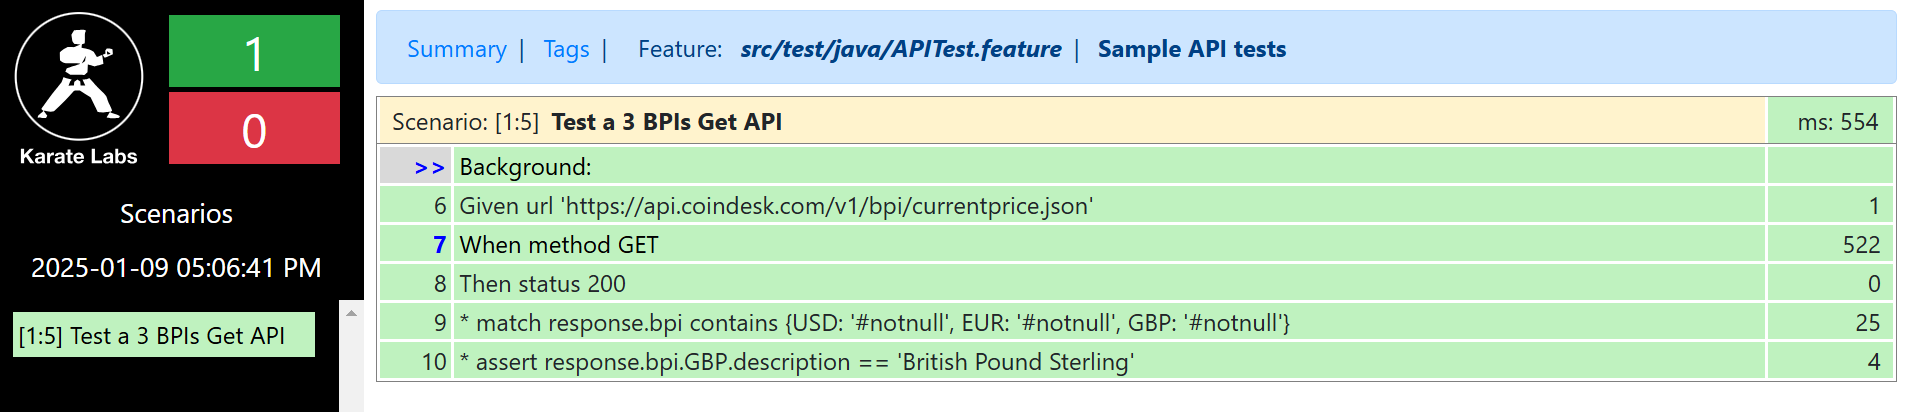 1
0
Karate Labs
Scenarios
2025-01-09 05:06:41 PM
[1:5] Test a 3 BPIs Get API
Summary | Tags | Feature: src/test/java/APITest.feature | Sample API tests
Scenario: [1:5] Test a 3 BPIs Get API ms: 554
>> Background:
6 Given url 'https://api.coindesk.com/v1/bpi/currentprice.json' 1
7 When method GET 522
8 Then status 200 0
9 * match response.bpi contains {USD: '#notnull', EUR: '#notnull', GBP: '#notnull'} 25
10 * assert response.bpi.GBP.description == 'British Pound Sterling' 4